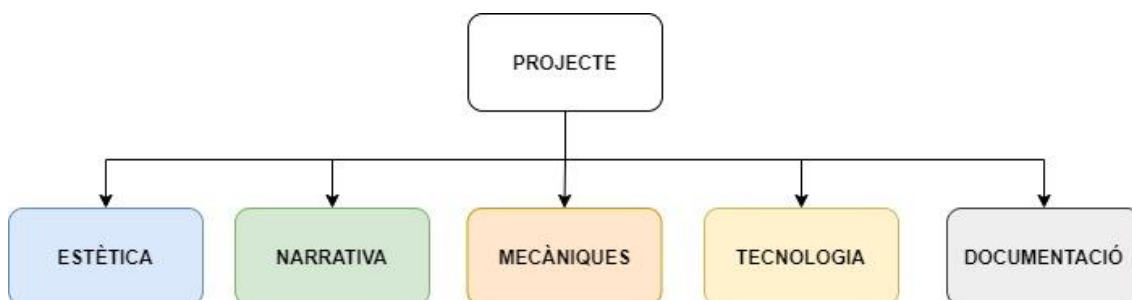 PROJECTE
ESTÈTICA
NARRATIVA
MECÀNIQUES
TECNOLOGIA
DOCUMENTACIÓ